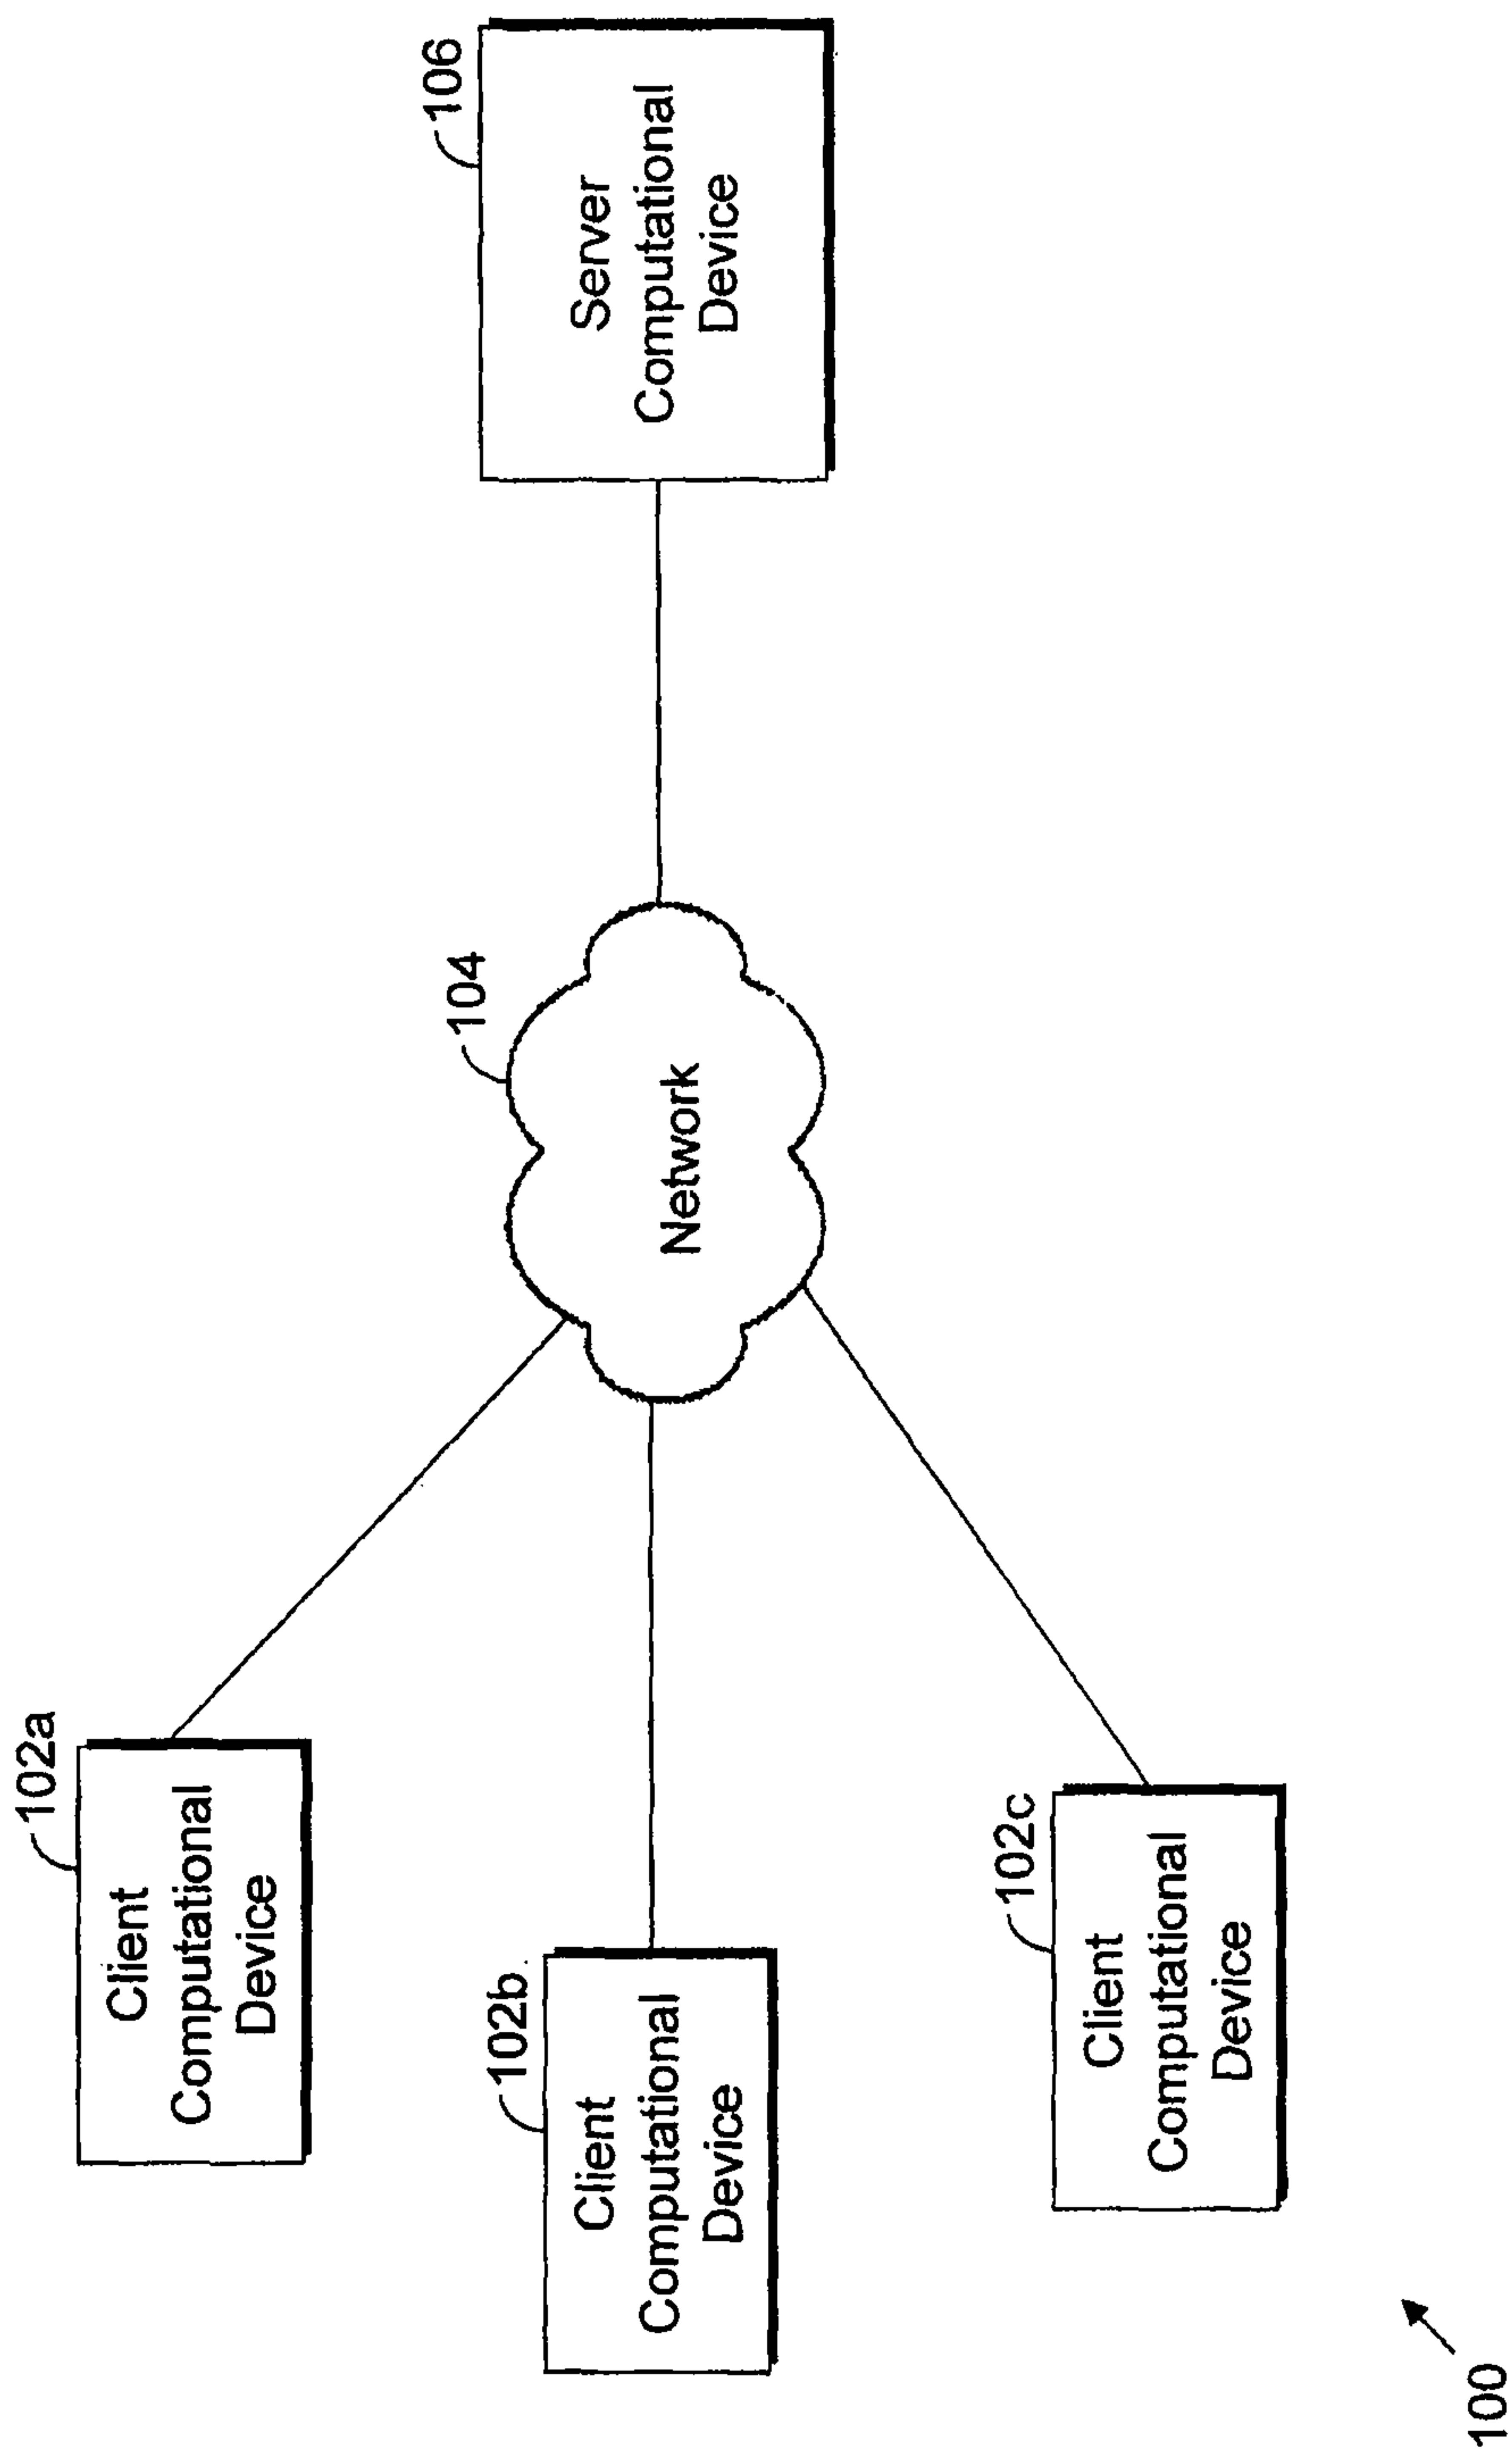 102a
Client
Computational
Device
102b
Client
Computational
Device
102c
Client
Computational
Device
104
Network
106
Server
Computational
Device
100